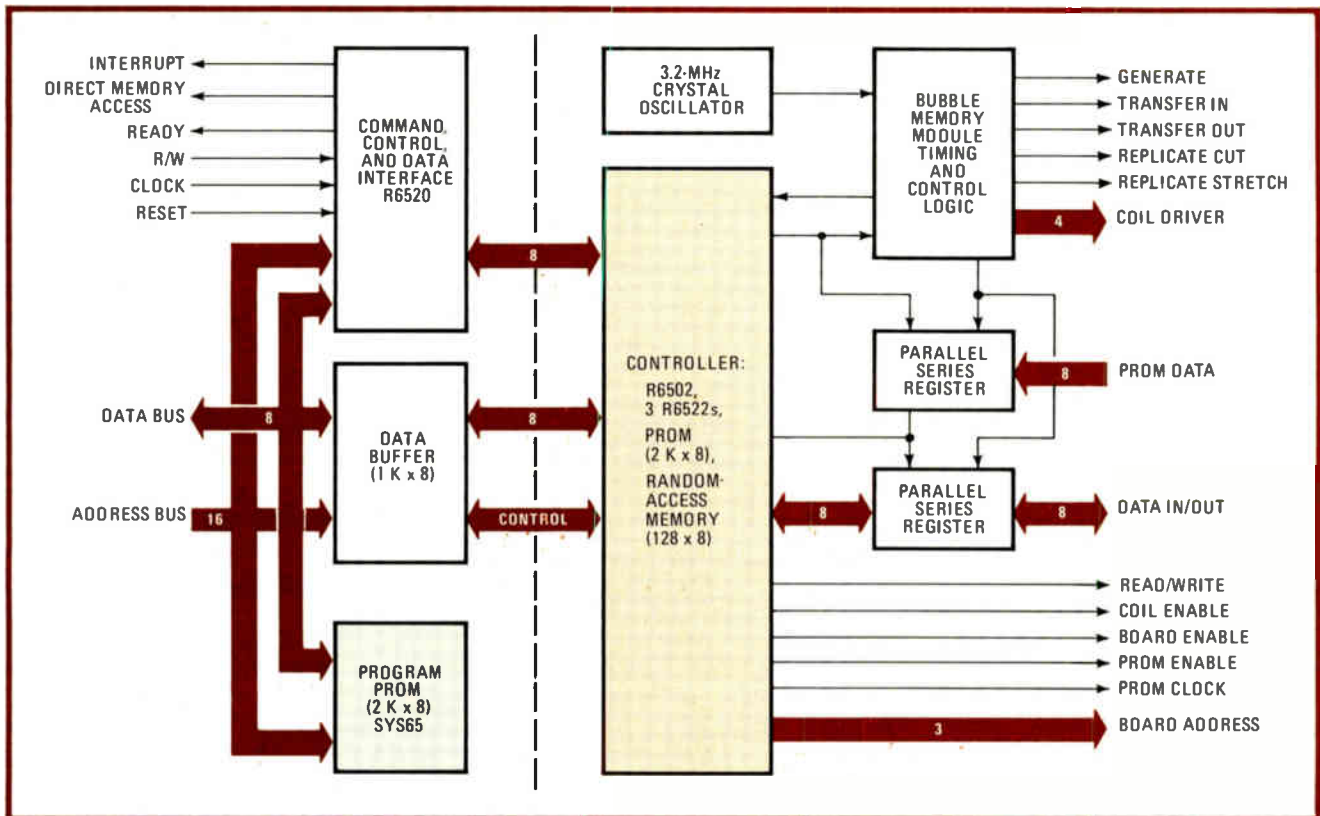 INTERRUPT
DIRECT MEMORY
ACCESS
READY
R/W
CLOCK
RESET
COMMAND,
CONTROL,
AND DATA
INTERFACE
R6520
8
DATA BUS
8
ADDRESS BUS
16
DATA
BUFFER
(1 K x 8)
8
CONTROL
PROGRAM
PROM
(2 K x 8)
SYS65
3.2-MHz
CRYSTAL
OSCILLATOR
CONTROLLER:
R6502,
3 R6522s,
PROM
(2 K x 8),
RANDOM-
ACCESS
MEMORY
(128 x 8)
BUBBLE
MEMORY
MODULE
TIMING
AND
CONTROL
LOGIC
GENERATE
TRANSFER IN
TRANSFER OUT
REPLICATE CUT
REPLICATE STRETCH
4
COIL DRIVER
PARALLEL
SERIES
REGISTER
8
PROM DATA
8
PARALLEL
SERIES
REGISTER
8
DATA IN/OUT
READ/WRITE
COIL ENABLE
BOARD ENABLE
PROM ENABLE
PROM CLOCK
3
BOARD ADDRESS